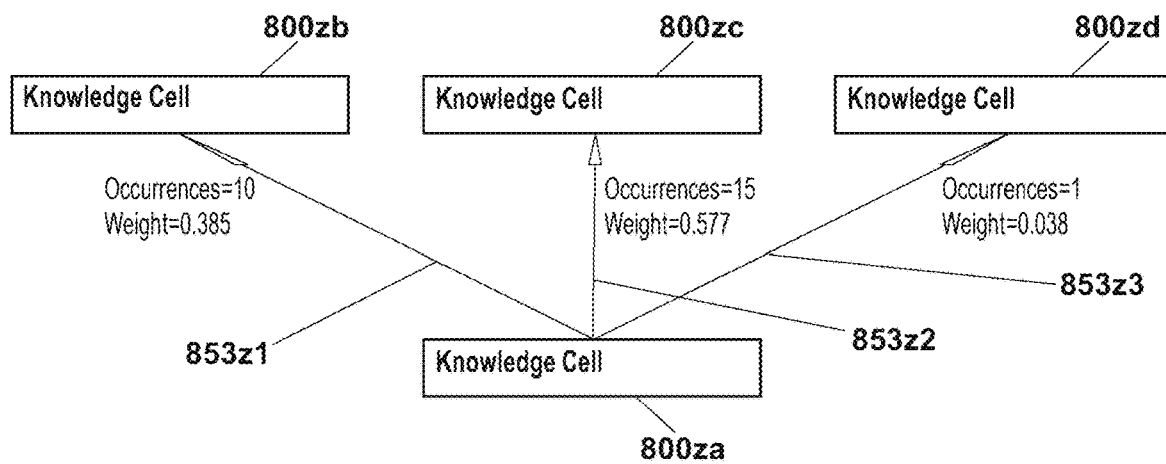 800zb
800zc
800zd
Knowledge Cell
Knowledge Cell
Knowledge Cell
Occurrences=10
Weight=0.385
Occurrences=15
Weight=0.577
Occurrences=1
Weight=0.038
853z3
853z2
853z1
Knowledge Cell
800za